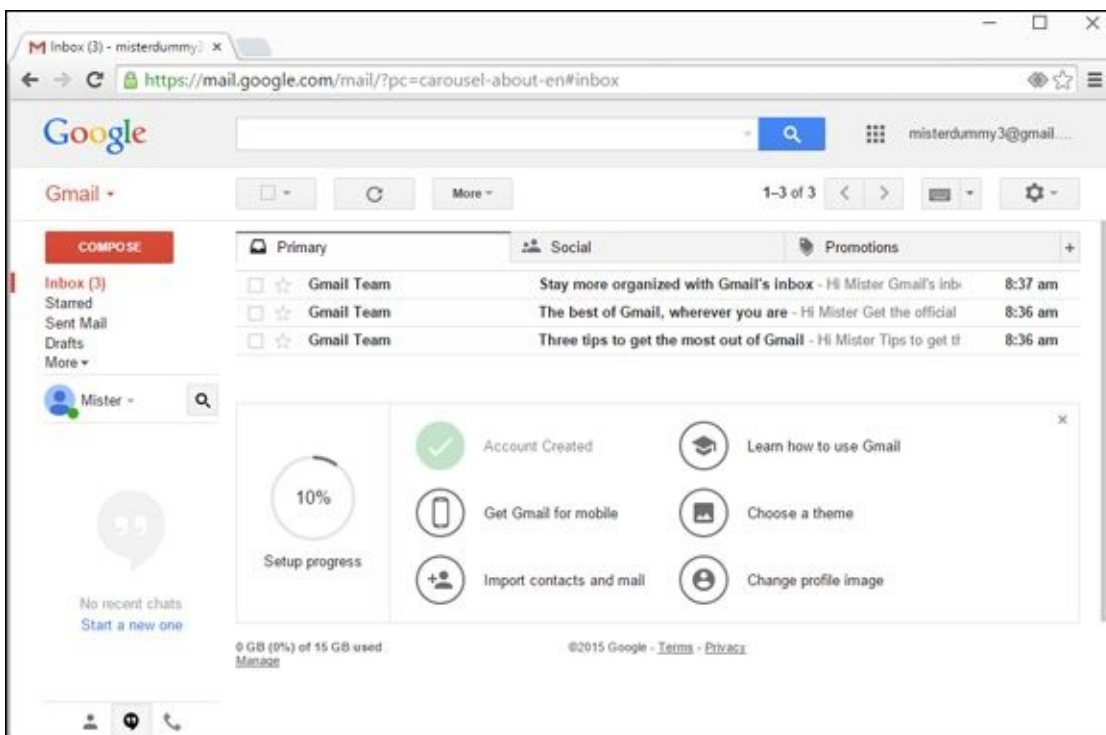 Inbox (3) - misterdummy3
https://mail.google.com/mail/?pc=carousel-about-en#inbox
Google
misterdummy3@gmail....
Gmail
More
1–3 of 3
COMPOSE
Primary
Social
Promotions
+
Inbox (3)
Starred
Sent Mail
Drafts
More
Gmail Team Stay more organized with Gmail's inbox - Hi Mister Gmail's inb 8:37 am
Gmail Team The best of Gmail, wherever you are - Hi Mister Get the official 8:36 am
Gmail Team Three tips to get the most out of Gmail - Hi Mister Tips to get th 8:36 am
Mister
10%
Setup progress
Account Created
Learn how to use Gmail
Get Gmail for mobile
Choose a theme
Import contacts and mail
Change profile image
No recent chats
Start a new one
0 GB (0%) of 15 GB used
Manage
©2015 Google - Terms - Privacy